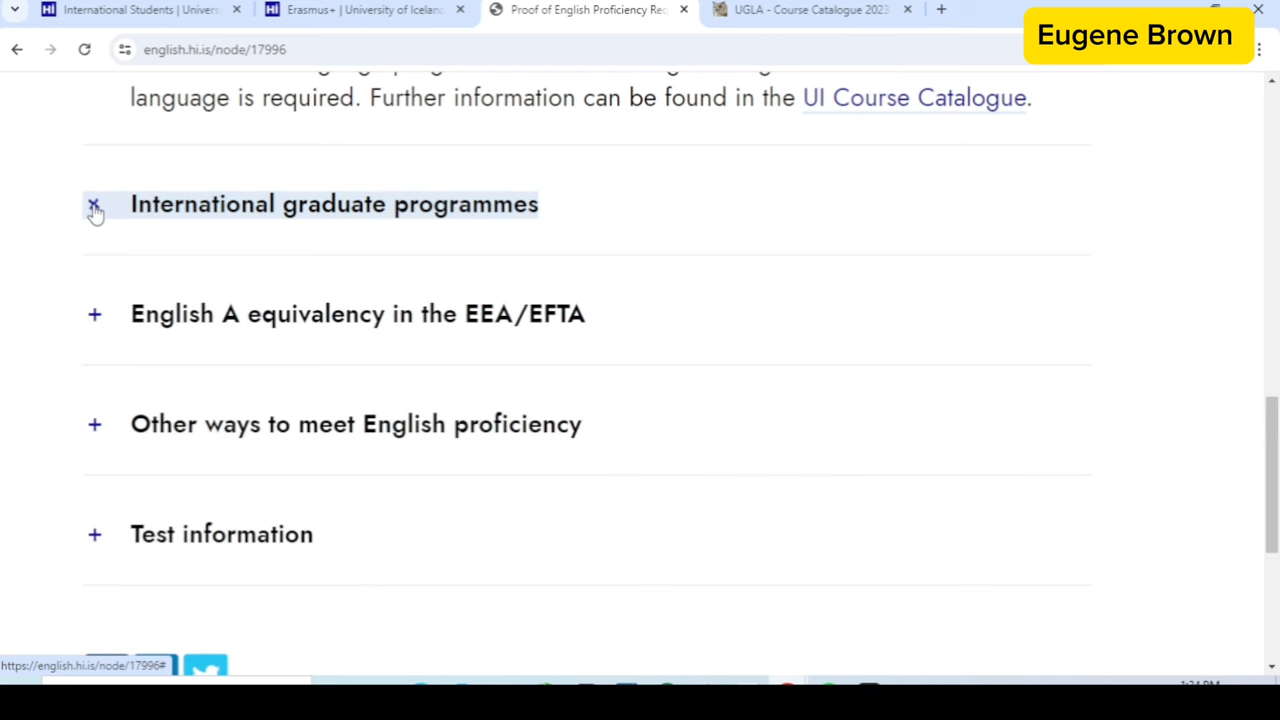 International Students | Univers
Erasmus+ | University of Icelan
Proof of English Proficiency Rec
UGLA - Course Catalogue 2023
Eugene Brown
english.hi.is/node/17996
language is required. Further information can be found in the UI Course Catalogue.
International graduate programmes
English A equivalency in the EEA/EFTA
Other ways to meet English proficiency
Test information
https://english.hi.is/node/17996#